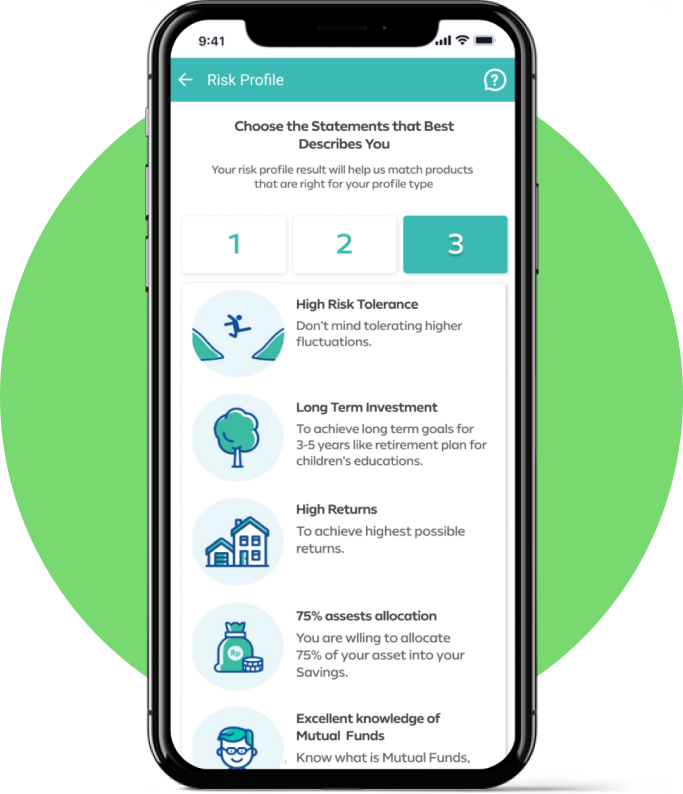 9:41
Risk Profile
?
Choose the Statements that Best
Describes You
Your risk profile result will help us match products
that are right for your profile type
1 2 3
High Risk Tolerance
Don't mind tolerating higher
fluctuations.
Long Term Investment
To achieve long term goals for
3-5 years like retirement plan for
children's educations.
High Returns
To achieve highest possible
returns.
75% assests allocation
You are wlling to allocate
75% of your asset into your
Savings.
Rp
Excellent knowledge of
Mutual Funds
Know what is Mutual Funds,